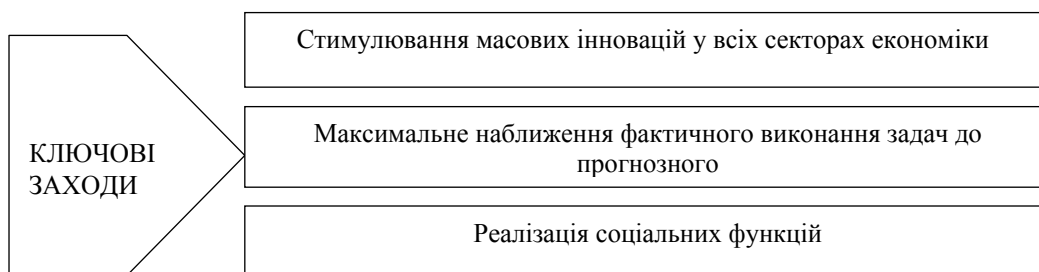 Стимулювання масових інновацій у всіх секторах економіки
КЛЮЧОВІ
ЗАХОДИ
Максимальне наближення фактичного виконання задач до
прогнозного
Реалізація соціальних функцій